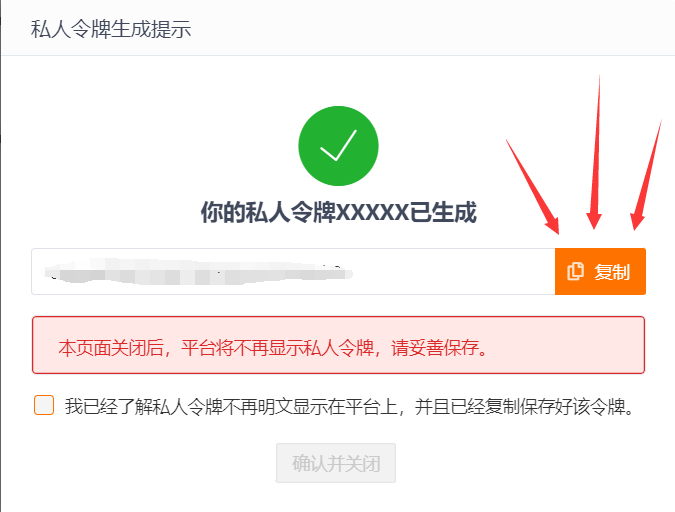 私人令牌生成提示
你的私人令牌XXXXX已生成
复制
本页面关闭后，平台将不再显示私人令牌，请妥善保存。
我已经了解私人令牌不再明文显示在平台上，并且已经复制保存好该令牌。
确认并关闭